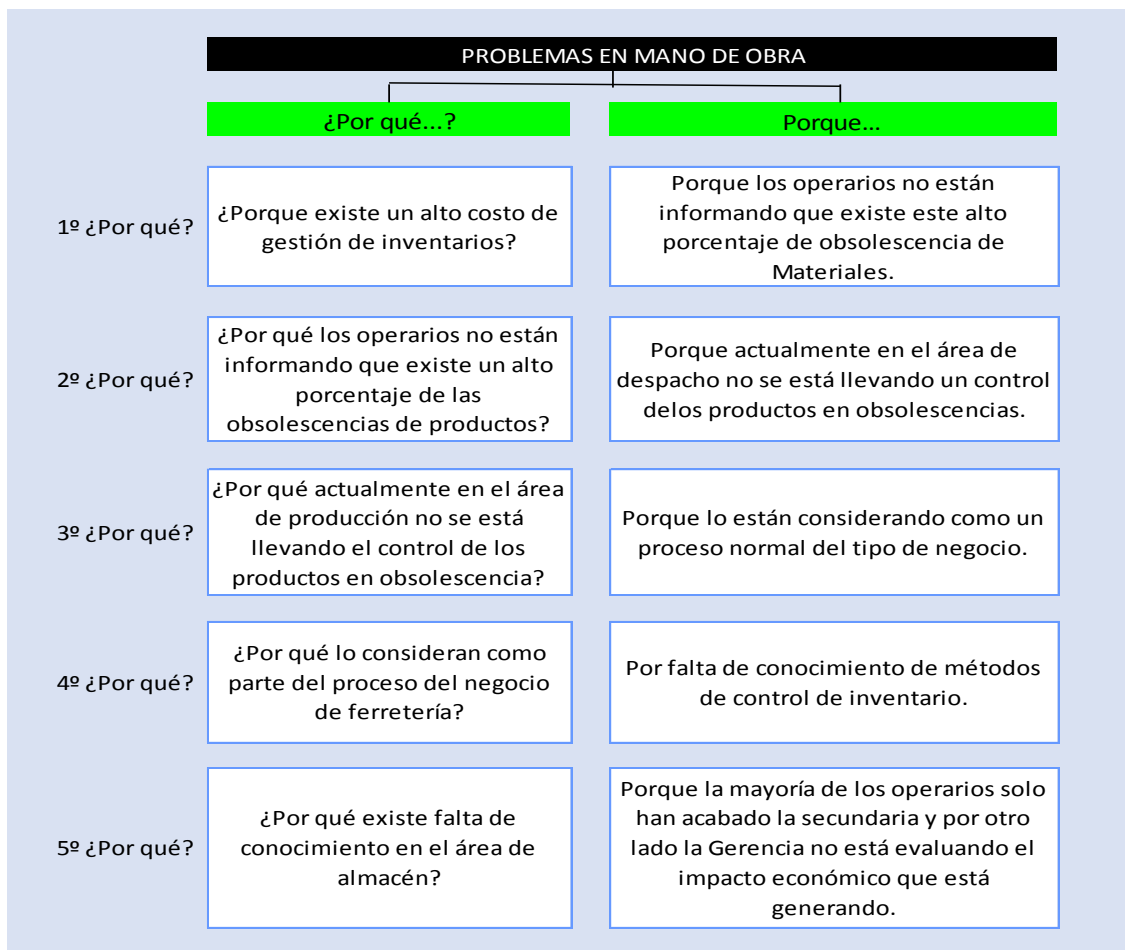 PROBLEMAS EN MANO DE OBRA
¿Por qué...?
Porque...
1º ¿Por qué?
¿Porque existe un alto costo de
gestión de inventarios?
Porque los operarios no están
informando que existe este alto
porcentaje de obsolescencia de
Materiales.
2º ¿Por qué?
¿Por qué los operarios no están
informando que existe un alto
porcentaje de las
obsolescencias de productos?
Porque actualmente en el área de
despacho no se está llevando un control
delos productos en obsolescencias.
3º ¿Por qué?
¿Por qué actualmente en el área
de producción no se está
llevando el control de los
productos en obsolescencia?
Porque lo están considerando como un
proceso normal del tipo de negocio.
4º ¿Por qué?
¿Por qué lo consideran como
parte del proceso del negocio
de ferretería?
Por falta de conocimiento de métodos
de control de inventario.
5º ¿Por qué?
¿Por qué existe falta de
conocimiento en el área de
almacén?
Porque la mayoría de los operarios solo
han acabado la secundaria y por otro
lado la Gerencia no está evaluando el
impacto económico que está
generando.